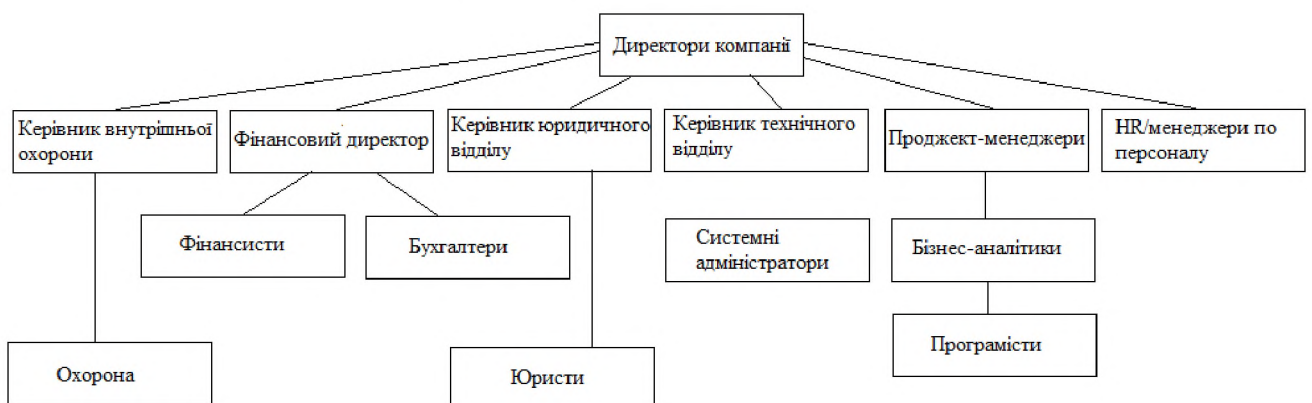 Директори компанії
Керівник внутрішньої
охорони
Фінансовий директор
Керівник юридичного
відділу
Керівник технічного
відділу
Проджект-менеджери
HR/менеджери по
персоналу
Фінансисти
Бухгалтери
Системні
адміністратори
Бізнес-аналітики
Охорона
Юристи
Програмісти